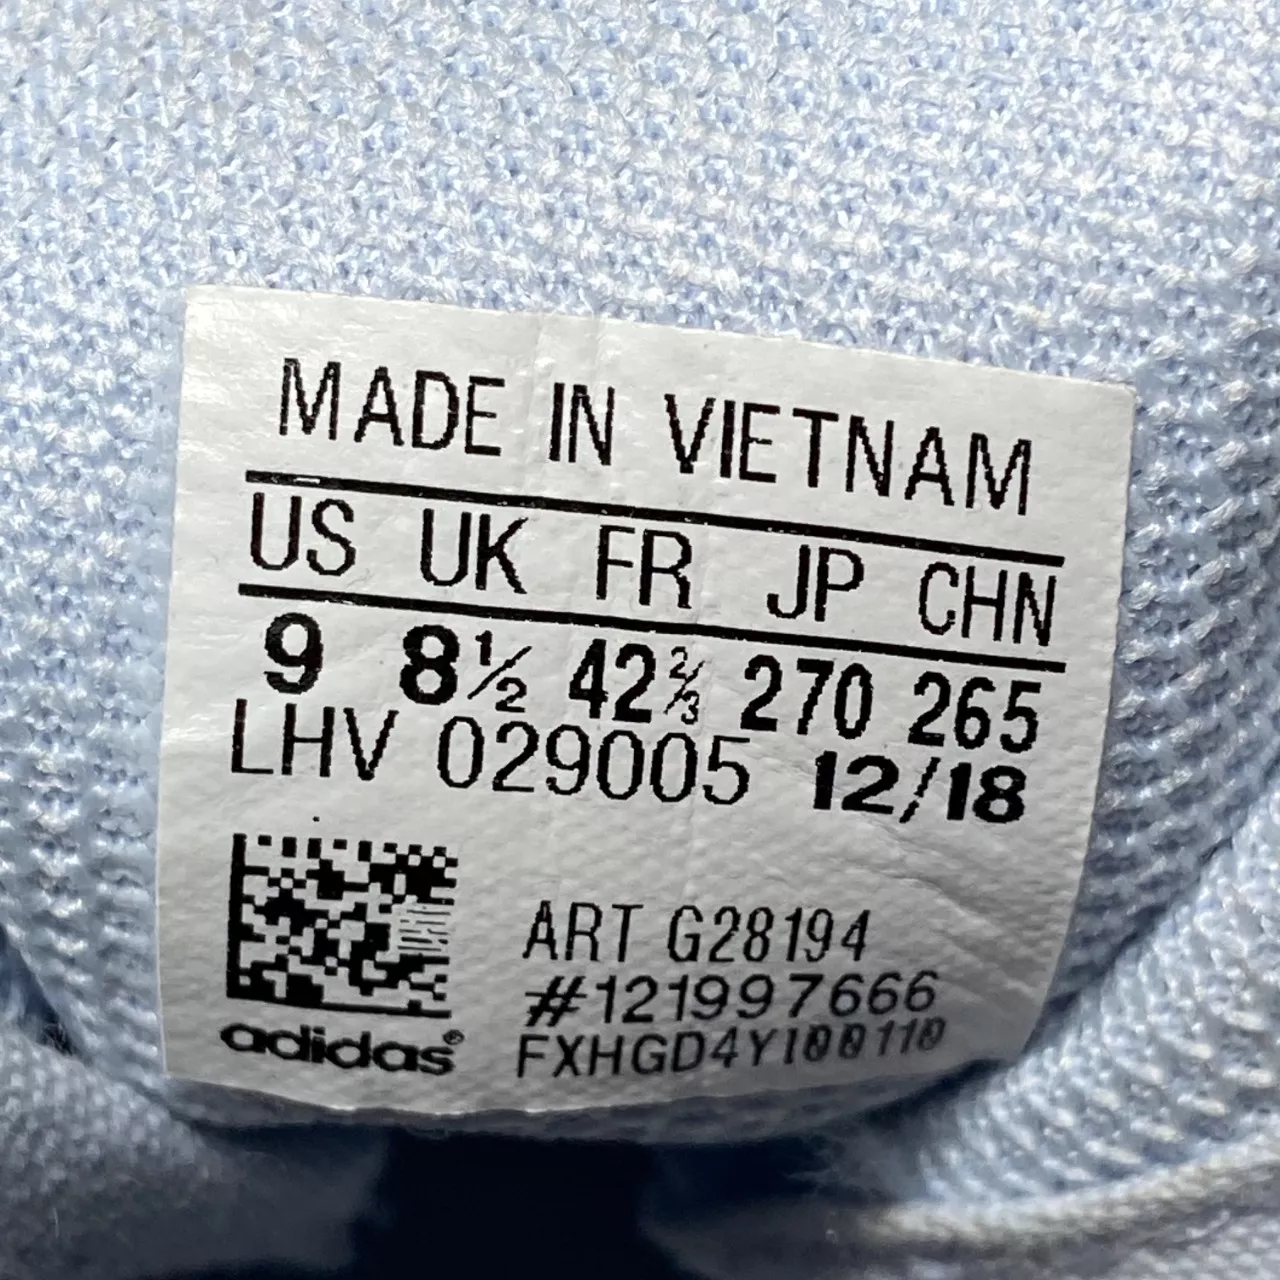 MADE IN VIETNAM
US UK FR JP CHN
9 8½ 42⅔ 270 265
LHV 029005 12/18
ART G28194
#121997666
adidas® FXHGD4Y100110